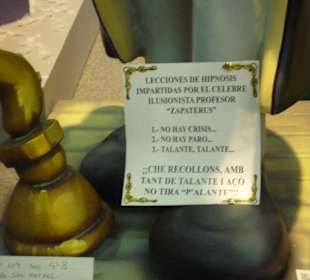 LECCIONES DE HIPNOSIS
IMPARTIDAS POR EL CELEBRE
ILUSIONISTA PROFESOR
"ZAPATERUS"
1.- NO HAY CRISIS...
2.- NO HAY PARO...
3.- TALANTE, TALANTE...
¡¡CHE RECOLLONS, AMB
TANT DE TALANTE I AÇÒ
NO TIRA "P'ALANTE"!!